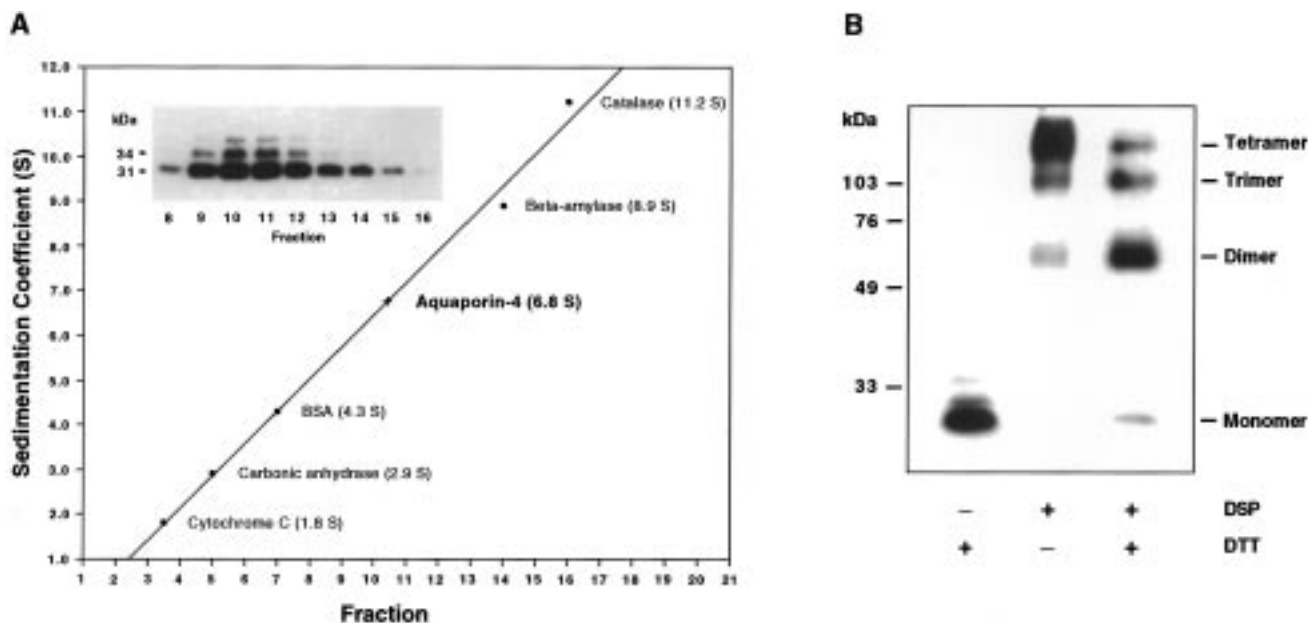 A
Sedimentation Coefficient (S)
12.0
11.0
10.0
9.0
8.0
7.0
6.0
5.0
4.0
3.0
2.0
1.0
kDa
34
31
8 9 10 11 12 13 14 15 16
Fraction
Catalase (11.2 S)
Beta-amylase (8.9 S)
Aquaporin-4 (6.8 S)
BSA (4.3 S)
Carbonic anhydrase (2.9 S)
Cytochrome C (1.8 S)
1 2 3 4 5 6 7 8 9 10 11 12 13 14 15 16 17 18 19 20 21
Fraction
B
kDa
103
76
49
33
Tetramer
Trimer
Dimer
Monomer
– + + DSP
+ – + DTT